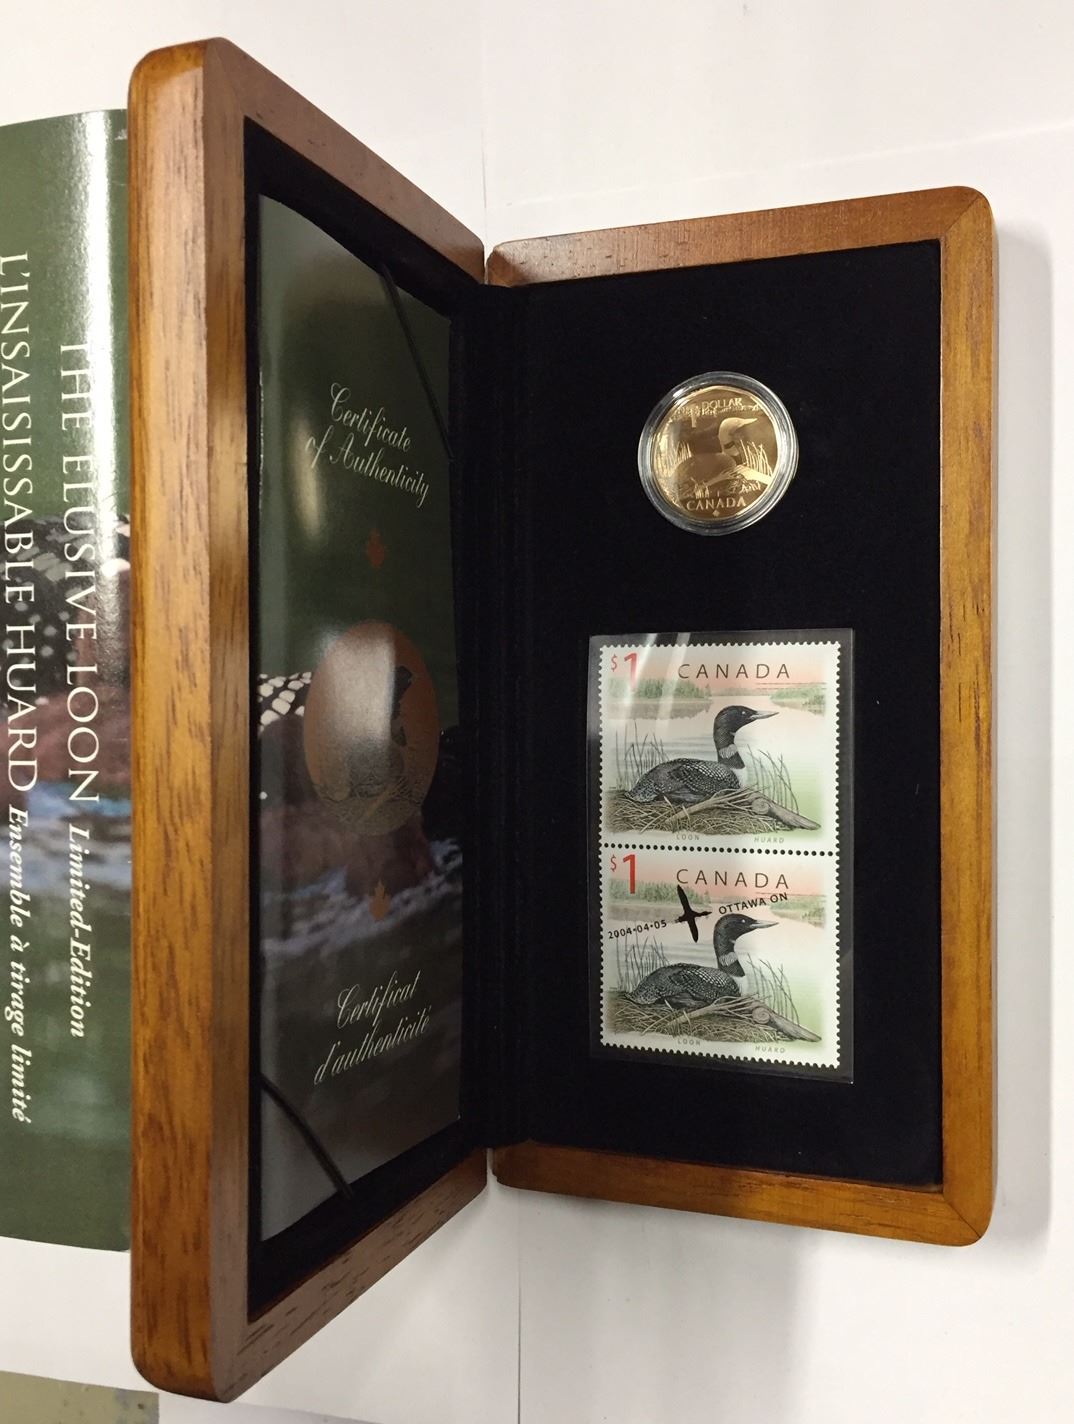 THE ELUSIVE LOON Limited-Edition
L'INSAISISSABLE HUARD Ensemble à tirage limité
Certificate
of Authenticity
Certificat
d'authenticité
DOLLAR
CANADA
$1 CANADA
LOON HUARD
$1 CANADA
2004-04-05 OTTAWA ON
LOON HUARD